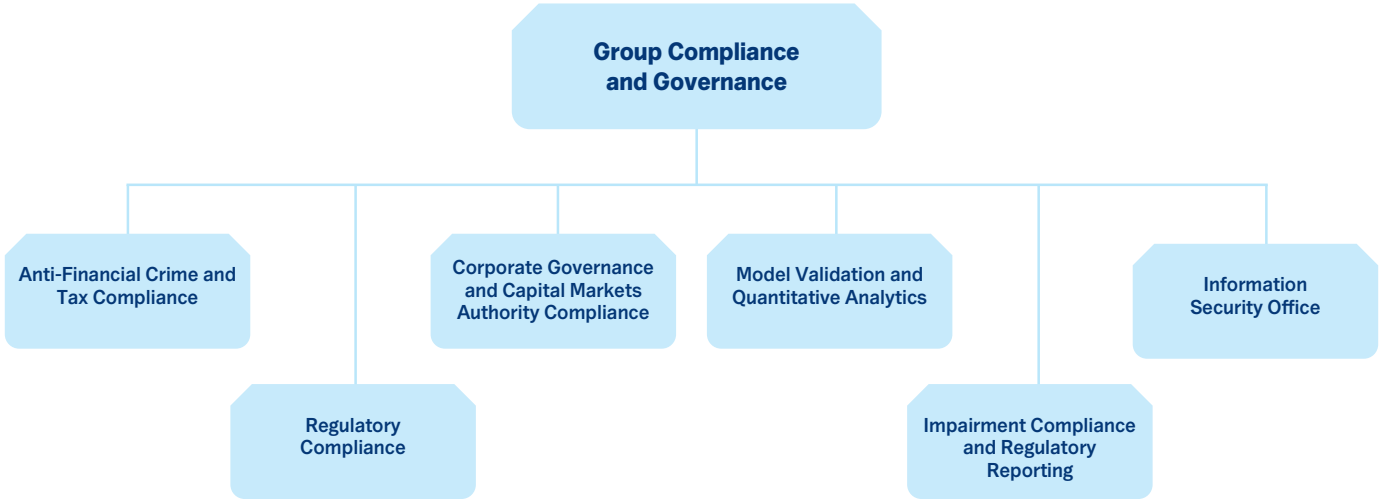 Group Compliance
and Governance
Anti-Financial Crime and
Tax Compliance
Regulatory
Compliance
Corporate Governance
and Capital Markets
Authority Compliance
Model Validation and
Quantitative Analytics
Impairment Compliance
and Regulatory
Reporting
Information
Security Office